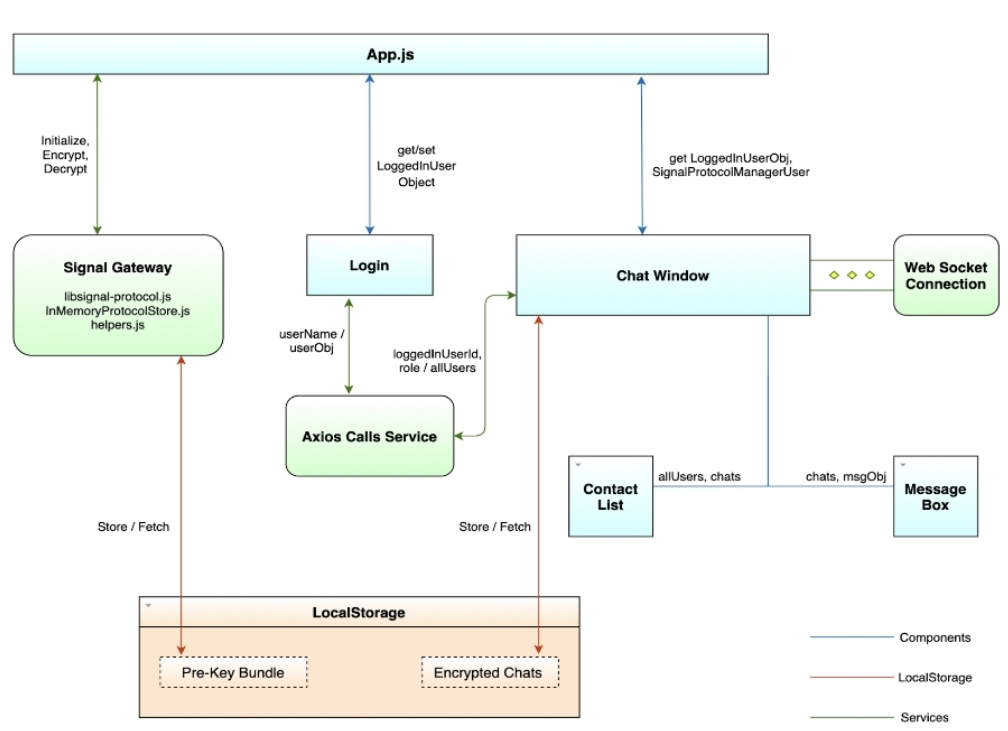 App.js
Initialize,
Encrypt,
Decrypt
get/set
LoggedInUser
Object
get LoggedInUserObj,
SignalProtocolManagerUser
Signal Gateway
libsignal-protocol.js
InMemoryProtocolStore.js
helpers.js
Login
Chat Window
Web Socket
Connection
userName /
userObj
loggedInUserId,
role / allUsers
Axios Calls Service
Contact
List
allUsers, chats
chats, msgObj
Message
Box
Store / Fetch
Store / Fetch
LocalStorage
Pre-Key Bundle
Encrypted Chats
Components
LocalStorage
Services